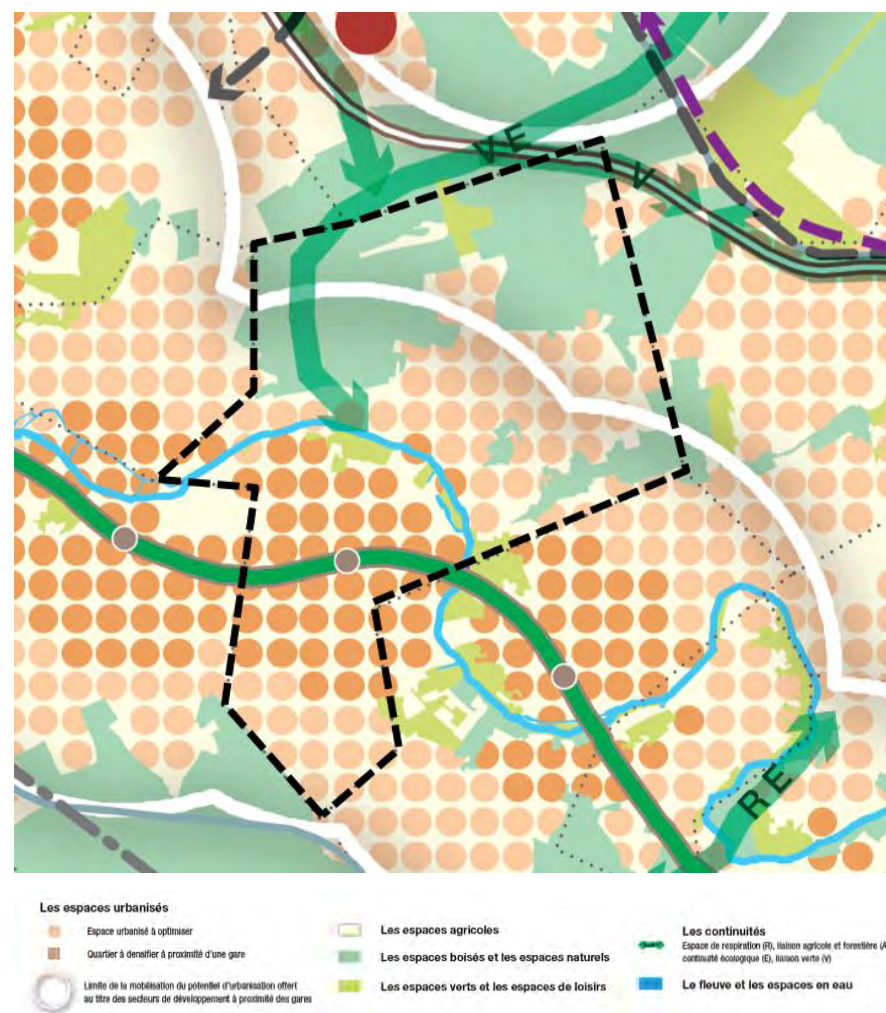 V E
V
R E
Les espaces urbanisés
Espace urbanisé à optimiser
Quartier à densifier à proximité d'une gare
Limite de la mobilisation du potentiel d'urbanisation offert
au titre des secteurs de développement à proximité des gares
Les espaces agricoles
Les espaces boisés et les espaces naturels
Les espaces verts et les espaces de loisirs
Les continuités
Espace de respiration (R), liaison agricole et forestière (A
continuité écologique (E), liaison verte (V)
Le fleuve et les espaces en eau